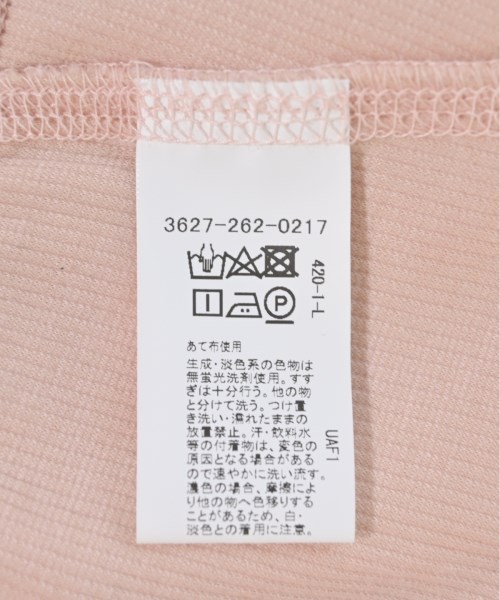 3627-262-0217
420-I-L
P
あて布使用
生成・淡色系の色物は
無蛍光洗剤使用。すす
ぎは十分行う。他の物
と分けて洗う。つけ置
き洗い・濡れたままの
放置禁止。汗・飲料水
等の付着物は、変色の
原因となる場合がある
ので速やかに洗い流す。
濃色の場合、摩擦によ
り他の物へ色移りする
ことがあるため、白・
淡色との着用に注意。
UAF1